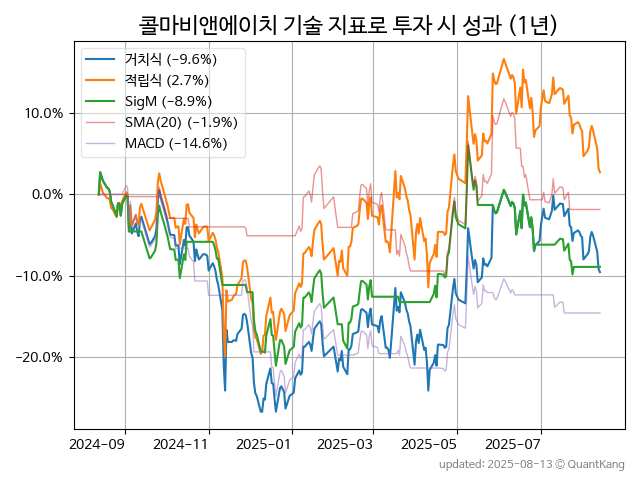 콜마비앤에이치 기술 지표로 투자 시 성과 (1년)
거치식 (−9.6%)
적립식 (2.7%)
SigM (−8.9%)
SMA(20) (−1.9%)
MACD (−14.6%)
10.0%
0.0%
−10.0%
−20.0%
2024-09 2024-11 2025-01 2025-03 2025-05 2025-07
updated: 2025-08-13 © QuantKang